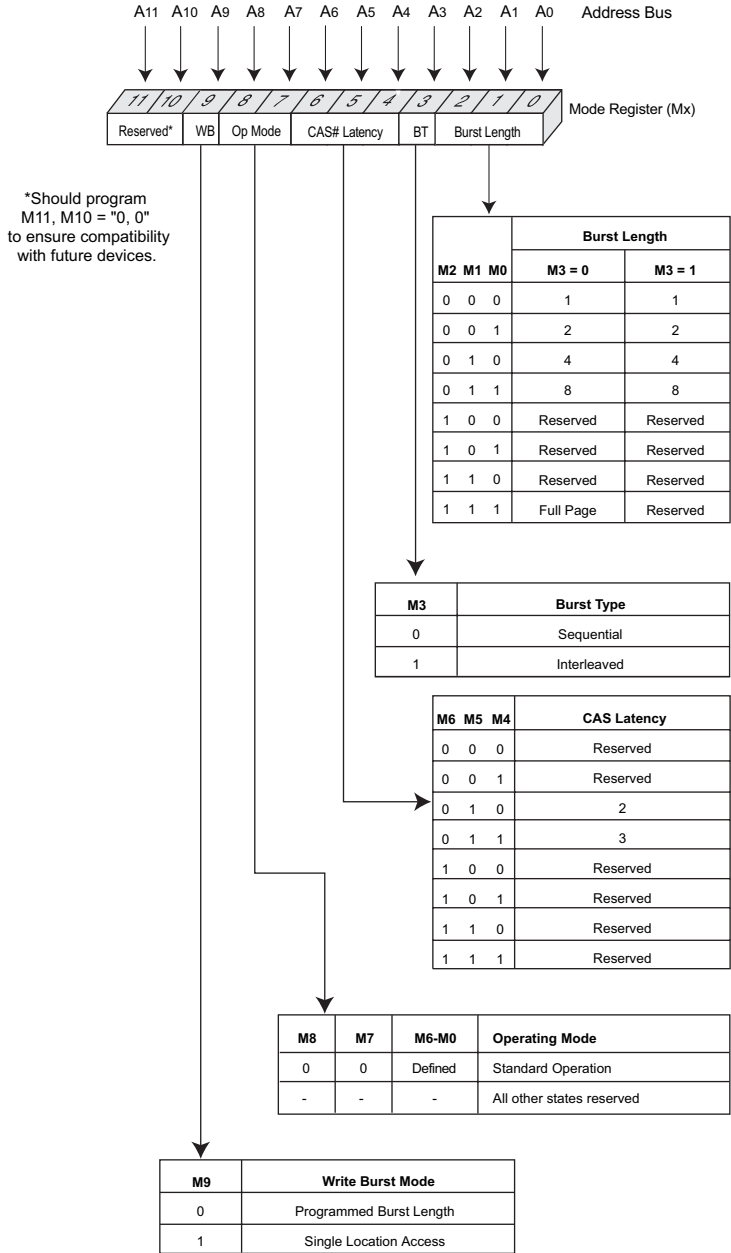 A11 A10 A9 A8 A7 A6 A5 A4 A3 A2 A1 A0 Address Bus
11 10 9 8 7 6 5 4 3 2 1 0 Mode Register (Mx)
Reserved* WB Op Mode CAS# Latency BT Burst Length
*Should program
M11, M10 = "0, 0"
to ensure compatibility
with future devices.
Burst Length
M2 M1 M0 M3 = 0 M3 = 1
0 0 0 1 1
0 0 1 2 2
0 1 0 4 4
0 1 1 8 8
1 0 0 Reserved Reserved
1 0 1 Reserved Reserved
1 1 0 Reserved Reserved
1 1 1 Full Page Reserved
M3 Burst Type
0 Sequential
1 Interleaved
M6 M5 M4 CAS Latency
0 0 0 Reserved
0 0 1 Reserved
0 1 0 2
0 1 1 3
1 0 0 Reserved
1 0 1 Reserved
1 1 0 Reserved
1 1 1 Reserved
M8 M7 M6-M0 Operating Mode
0 0 Defined Standard Operation
- - - All other states reserved
M9 Write Burst Mode
0 Programmed Burst Length
1 Single Location Access